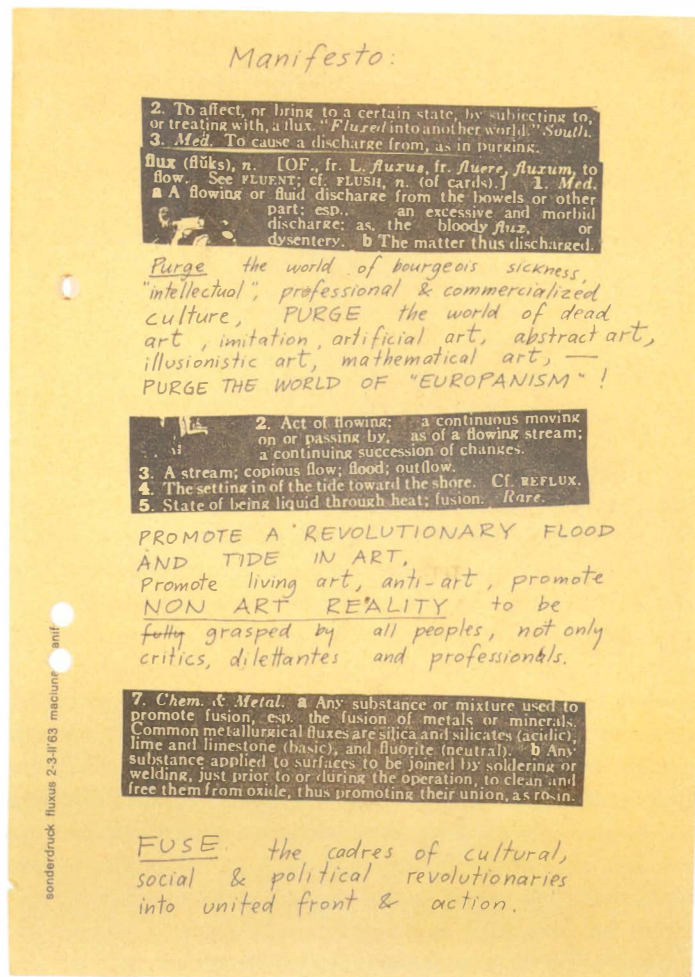 Manifesto:
2. To affect, or bring to a certain state, by subjecting to,
or treating with, a flux. "Fluxed into another world." South.
3. Med. To cause a discharge from, as in purging.
flux (flŭks), n. [OF., fr. L. fluxus, fr. fluere, fluxum, to
flow. See FLUENT; cf. FLUSH, n. (of cards).] 1. Med.
a A flowing or fluid discharge from the bowels or other
part; esp., an excessive and morbid
discharge; as, the bloody flux, or
dysentery. b The matter thus discharged.
Purge the world of bourgeois sickness,
"intellectual", professional & commercialized
culture, PURGE the world of dead
art, imitation, artificial art, abstract art,
illusionistic art, mathematical art, —
PURGE THE WORLD OF "EUROPANISM"!
2. Act of flowing; a continuous moving
on or passing by, as of a flowing stream;
a continuing succession of changes.
3. A stream; copious flow; flood; outflow.
4. The setting in of the tide toward the shore. Cf. REFLUX.
5. State of being liquid through heat; fusion. Rare.
PROMOTE A REVOLUTIONARY FLOOD
AND TIDE IN ART,
Promote living art, anti-art, promote
NON ART REALITY to be
fully grasped by all peoples, not only
critics, dilettantes and professionals.
7. Chem. & Metal. a Any substance or mixture used to
promote fusion, esp. the fusion of metals or minerals.
Common metallurgical fluxes are silica and silicates (acidic),
lime and limestone (basic), and fluorite (neutral). b Any
substance applied to surfaces to be joined by soldering or
welding, just prior to or during the operation, to clean and
free them from oxide, thus promoting their union, as rosin.
FUSE the cadres of cultural,
social & political revolutionaries
into united front & action.
sonderdruck fluxus 2-3-II'63 maciuna anif